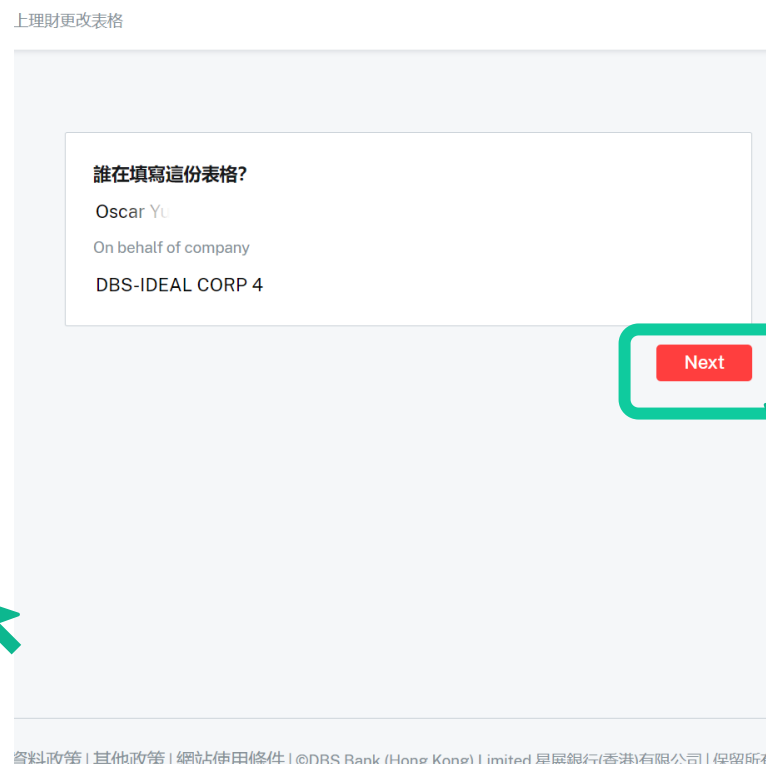 上理財更改表格
誰在填寫這份表格?
Oscar
On behalf of company
DBS-IDEAL CORP 4
Next
資料政策 | 其他政策 | 網站使用條件 | ©DBS Bank (Hong Kong) Limited 星展銀行(香港)有限公司 | 保留所有